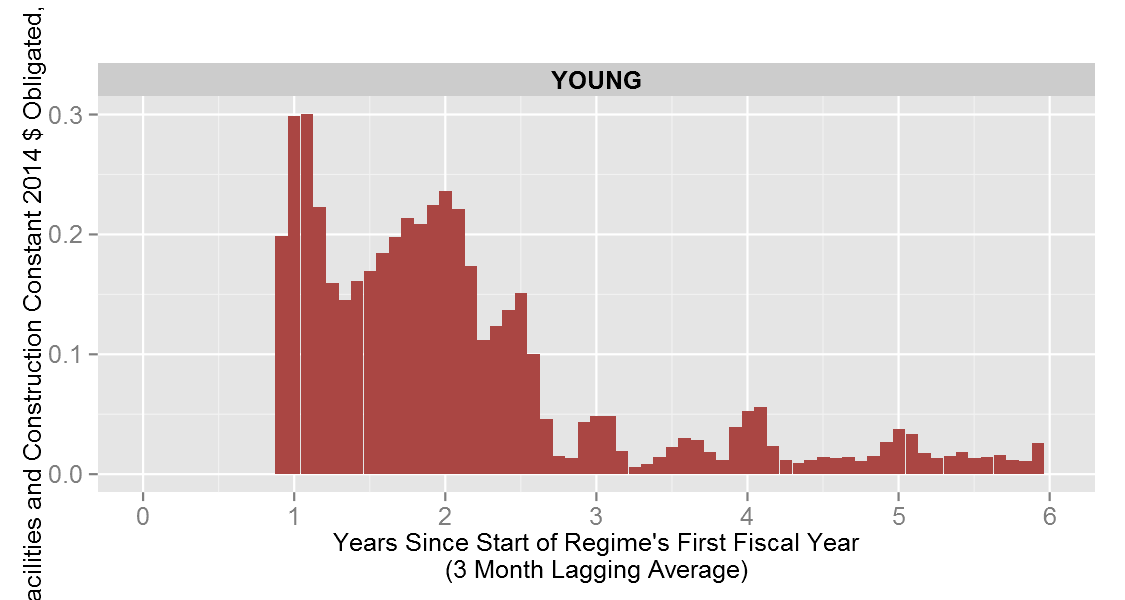 YOUNG
acilities and Construction Constant 2014 $ Obligated,
0.3
0.2
0.1
0.0
0 1 2 3 4 5 6
Years Since Start of Regime's First Fiscal Year
(3 Month Lagging Average)